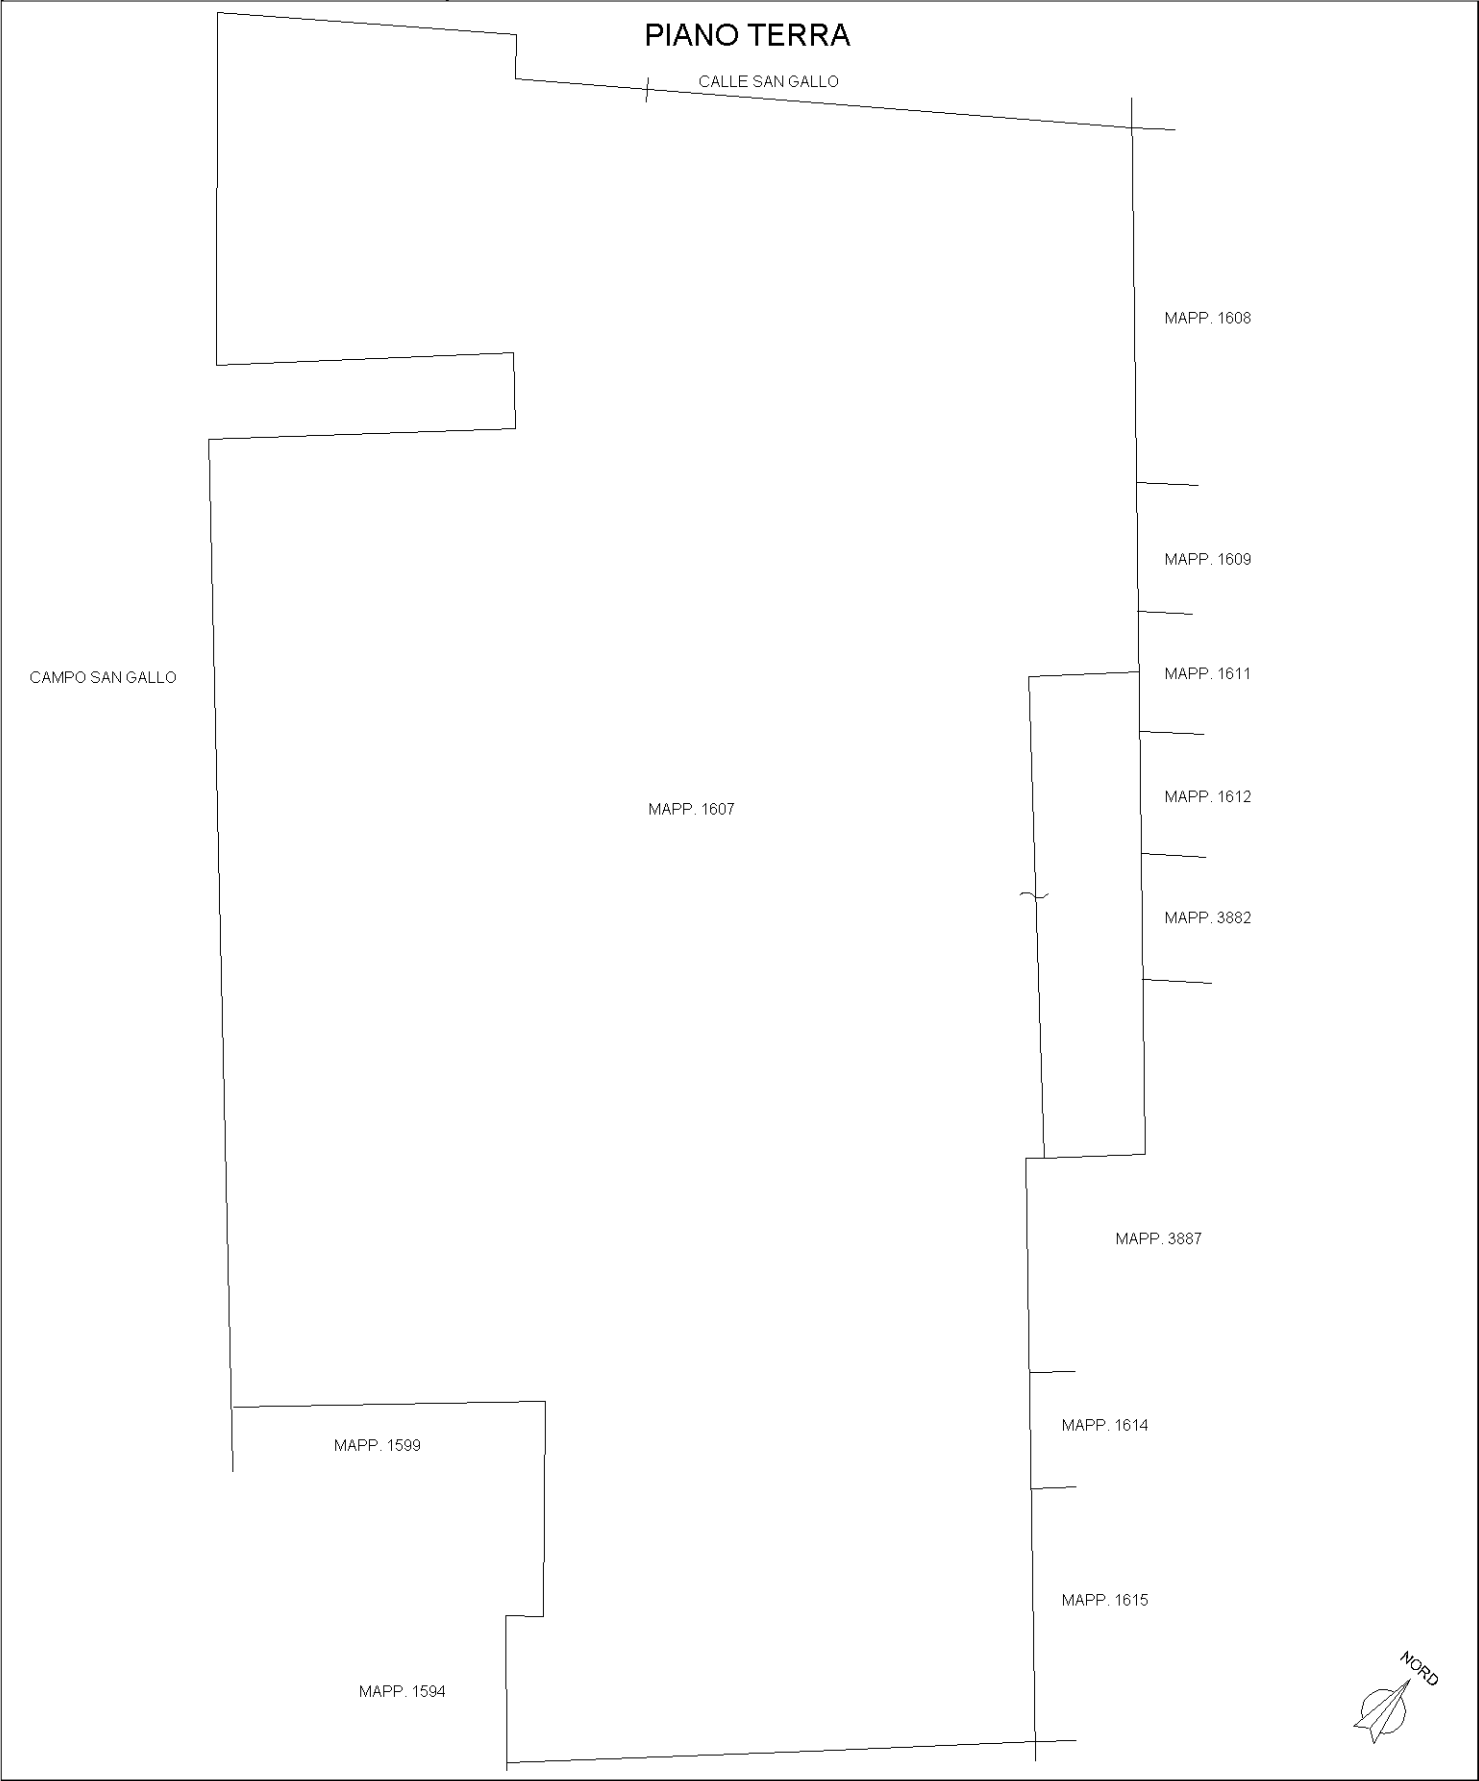 PIANO TERRA
CALLE SAN GALLO
MAPP. 1608
MAPP. 1609
MAPP. 1611
CAMPO SAN GALLO
MAPP. 1612
MAPP. 1607
MAPP. 3882
MAPP. 3887
MAPP. 1614
MAPP. 1599
MAPP. 1615
NORD
MAPP. 1594